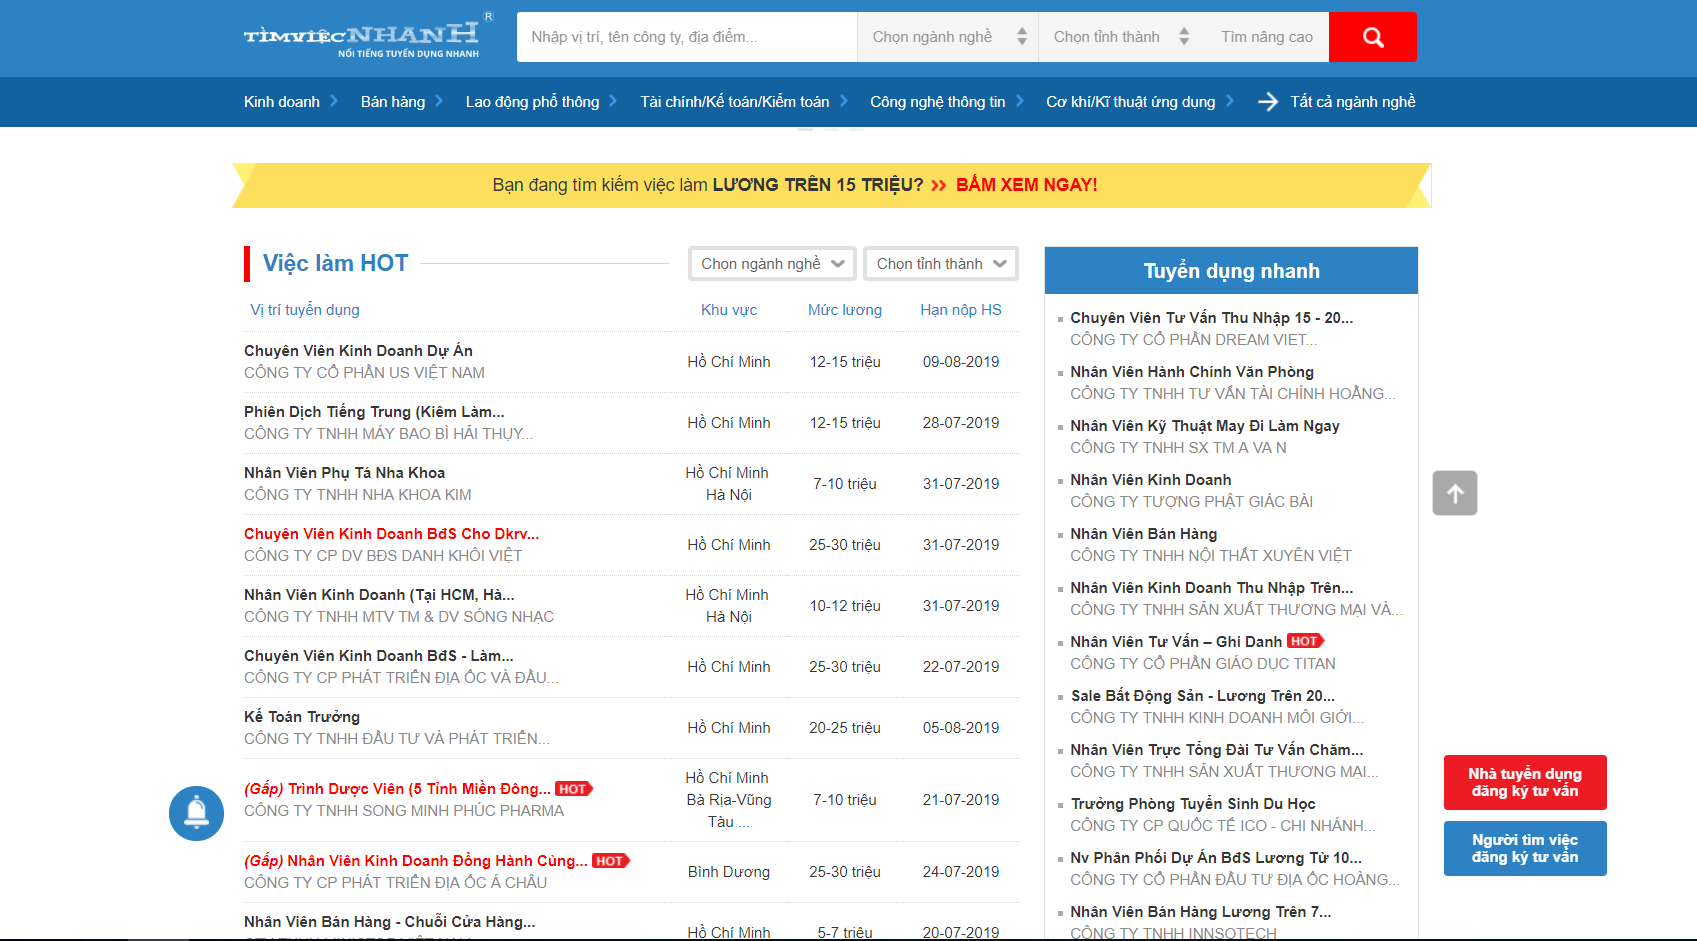 TÌMVIỆCNHANH ®
NỔI TIẾNG TUYỂN DỤNG NHANH
Nhập vị trí, tên công ty, địa điểm... Chọn ngành nghề Chọn tỉnh thành Tìm nâng cao
Kinh doanh Bán hàng Lao động phổ thông Tài chính/Kế toán/Kiểm toán Công nghệ thông tin Cơ khí/Kĩ thuật ứng dụng Tất cả ngành nghề
Bạn đang tìm kiếm việc làm LƯƠNG TRÊN 15 TRIỆU? BẤM XEM NGAY!
Việc làm HOT Chọn ngành nghề Chọn tỉnh thành
Vị trí tuyển dụng Khu vực Mức lương Hạn nộp HS
Chuyên Viên Kinh Doanh Dự Án
CÔNG TY CỔ PHẦN US VIỆT NAM
Hồ Chí Minh 12-15 triệu 09-08-2019
Phiên Dịch Tiếng Trung (Kiêm Làm...
CÔNG TY TNHH MÁY BAO BÌ HẢI THỤY...
Hồ Chí Minh 12-15 triệu 28-07-2019
Nhân Viên Phụ Tá Nha Khoa
CÔNG TY TNHH NHA KHOA KIM
Hồ Chí Minh
Hà Nội
7-10 triệu 31-07-2019
Chuyên Viên Kinh Doanh BđS Cho Dkrv...
CÔNG TY CP DV BĐS DANH KHÔI VIỆT
Hồ Chí Minh 25-30 triệu 31-07-2019
Nhân Viên Kinh Doanh (Tại HCM, Hà...
CÔNG TY TNHH MTV TM & DV SÓNG NHẠC
Hồ Chí Minh
Hà Nội
10-12 triệu 31-07-2019
Chuyên Viên Kinh Doanh BđS - Làm...
CÔNG TY CP PHÁT TRIỂN ĐỊA ỐC VÀ ĐẦU...
Hồ Chí Minh 25-30 triệu 22-07-2019
Kế Toán Trưởng
CÔNG TY TNHH ĐẦU TƯ VÀ PHÁT TRIỂN...
Hồ Chí Minh 20-25 triệu 05-08-2019
(Gấp) Trình Dược Viên (5 Tỉnh Miền Đông... HOT
CÔNG TY TNHH SONG MINH PHÚC PHARMA
Hồ Chí Minh
Bà Rịa-Vũng
Tàu ...
7-10 triệu 21-07-2019
(Gấp) Nhân Viên Kinh Doanh Đồng Hành Cùng... HOT
CÔNG TY CP PHÁT TRIỂN ĐỊA ỐC Á CHÂU
Bình Dương 25-30 triệu 24-07-2019
Nhân Viên Bán Hàng - Chuỗi Cửa Hàng...
Hồ Chí Minh 5-7 triệu 20-07-2019
Tuyển dụng nhanh
Chuyên Viên Tư Vấn Thu Nhập 15 - 20...
CÔNG TY CỔ PHẦN DREAM VIET...
Nhân Viên Hành Chính Văn Phòng
CÔNG TY TNHH TƯ VẤN TÀI CHÍNH HOẰNG...
Nhân Viên Kỹ Thuật May Đi Làm Ngay
CÔNG TY TNHH SX TM A VA N
Nhân Viên Kinh Doanh
CÔNG TY TƯỢNG PHẬT GIÁC BÀI
Nhân Viên Bán Hàng
CÔNG TY TNHH NỘI THẤT XUYÊN VIỆT
Nhân Viên Kinh Doanh Thu Nhập Trên...
CÔNG TY TNHH SẢN XUẤT THƯƠNG MẠI VÀ...
Nhân Viên Tư Vấn – Ghi Danh HOT
CÔNG TY CỔ PHẦN GIÁO DỤC TITAN
Sale Bất Động Sản - Lương Trên 20...
CÔNG TY TNHH KINH DOANH MÔI GIỚI...
Nhân Viên Trực Tổng Đài Tư Vấn Chăm...
CÔNG TY TNHH SẢN XUẤT THƯƠNG MẠI...
Trưởng Phòng Tuyển Sinh Du Học
CÔNG TY CP QUỐC TẾ ICO - CHI NHÁNH...
Nv Phân Phối Dự Án BđS Lương Từ 10...
CÔNG TY CỔ PHẦN ĐẦU TƯ ĐỊA ỐC HOÀNG...
Nhân Viên Bán Hàng Lương Trên 7...
CÔNG TY TNHH INNSOTECH
Nhà tuyển dụng
đăng ký tư vấn
Người tìm việc
đăng ký tư vấn